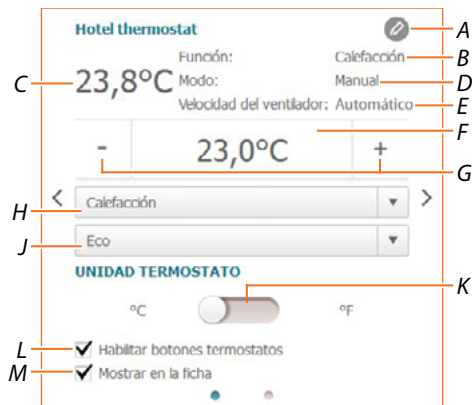 Hotel thermostat A
Función: Calefacción B
C 23,8°C Modo: Manual D
Velocidad del ventilador: Automático E
F
- 23,0°C +
G
< Calefacción ▼ >
H
J Eco ▼
UNIDAD TERMOSTATO
K
°C °F
L ✔ Habilitar botones termostatos
M ✔ Mostrar en la ficha